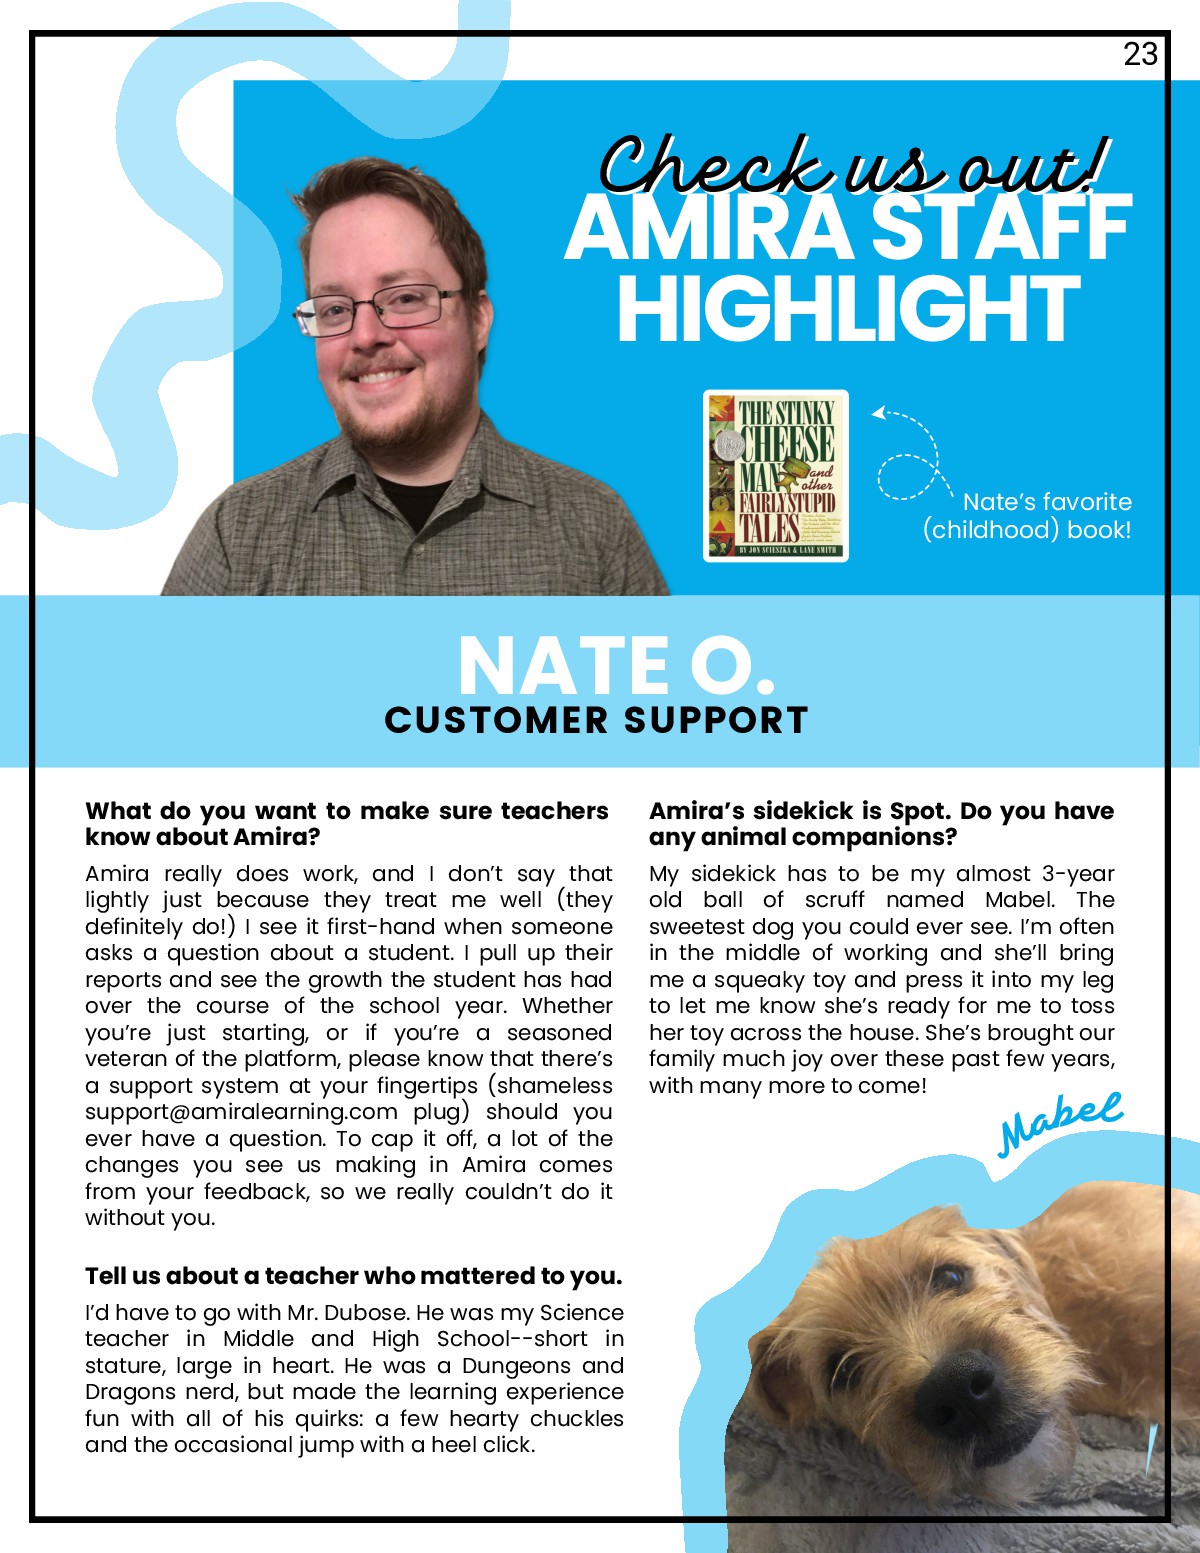 23
Check us out!
AMIRA STAFF
HIGHLIGHT
THE STINKY
CHEESE
MAN and
other
FAIRLY STUPID
TALES
BY JON SCIESZKA & LANE SMITH
Nate's favorite
(childhood) book!
NATE O.
CUSTOMER SUPPORT
What do you want to make sure teachers
know about Amira?
Amira really does work, and I don't say that
lightly just because they treat me well (they
definitely do!) I see it first-hand when someone
asks a question about a student. I pull up their
reports and see the growth the student has had
over the course of the school year. Whether
you're just starting, or if you're a seasoned
veteran of the platform, please know that there's
a support system at your fingertips (shameless
support@amiralearning.com plug) should you
ever have a question. To cap it off, a lot of the
changes you see us making in Amira comes
from your feedback, so we really couldn't do it
without you.
Tell us about a teacher who mattered to you.
I'd have to go with Mr. Dubose. He was my Science
teacher in Middle and High School--short in
stature, large in heart. He was a Dungeons and
Dragons nerd, but made the learning experience
fun with all of his quirks: a few hearty chuckles
and the occasional jump with a heel click.
Amira's sidekick is Spot. Do you have
any animal companions?
My sidekick has to be my almost 3-year
old ball of scruff named Mabel. The
sweetest dog you could ever see. I'm often
in the middle of working and she'll bring
me a squeaky toy and press it into my leg
to let me know she's ready for me to toss
her toy across the house. She's brought our
family much joy over these past few years,
with many more to come!
Mabel